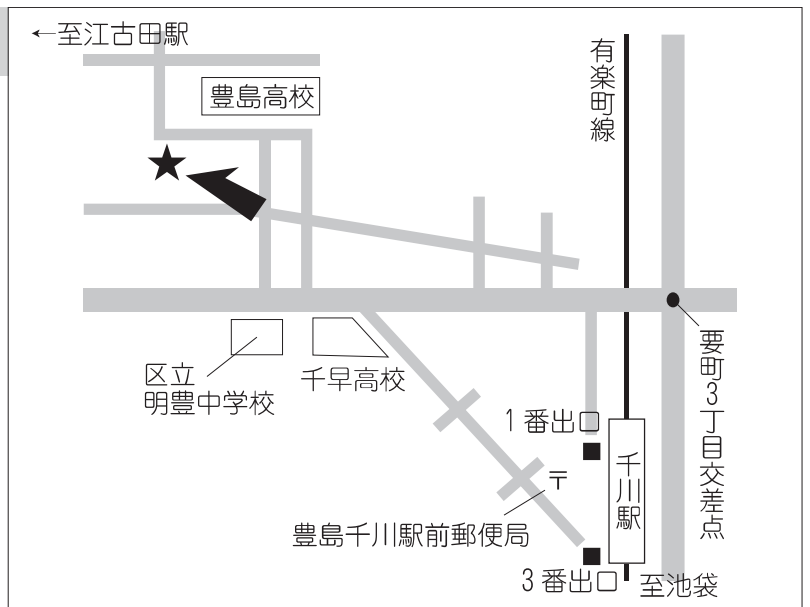 ←至江古田駅
豊島高校
有楽町線
区立
明豊中学校
千早高校
要町3丁目交差点
1番出口
千川駅
〒
豊島千川駅前郵便局
3番出口
至池袋